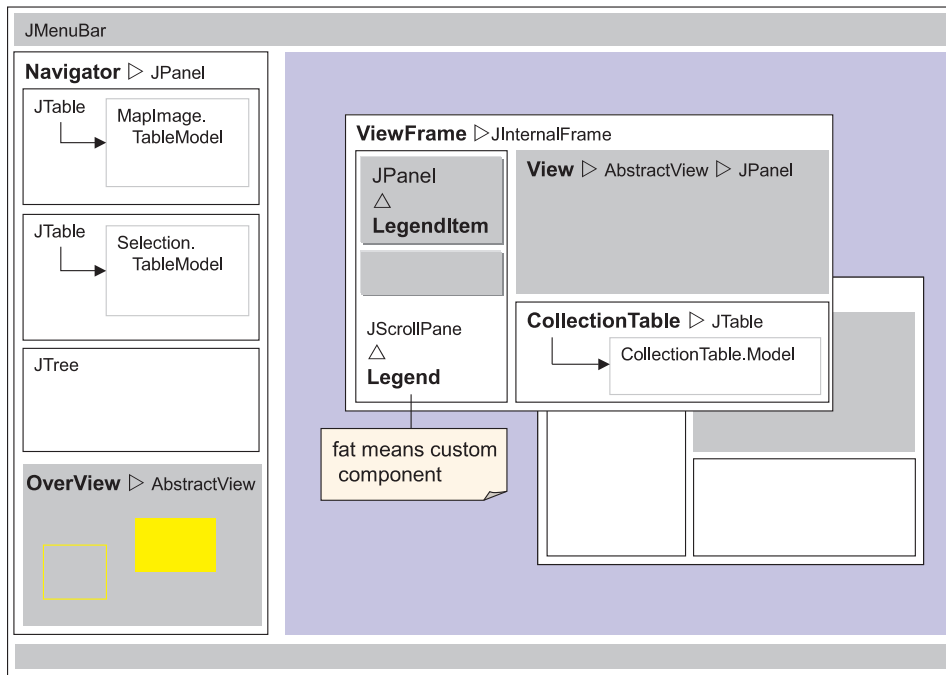 JMenuBar
Navigator ▷ JPanel
JTable
MapImage.
TableModel
JTable
Selection.
TableModel
JTree
OverView ▷ AbstractView
ViewFrame ▷JInternalFrame
JPanel
△
LegendItem
JScrollPane
△
Legend
View ▷ AbstractView ▷ JPanel
CollectionTable ▷ JTable
CollectionTable.Model
fat means custom
component